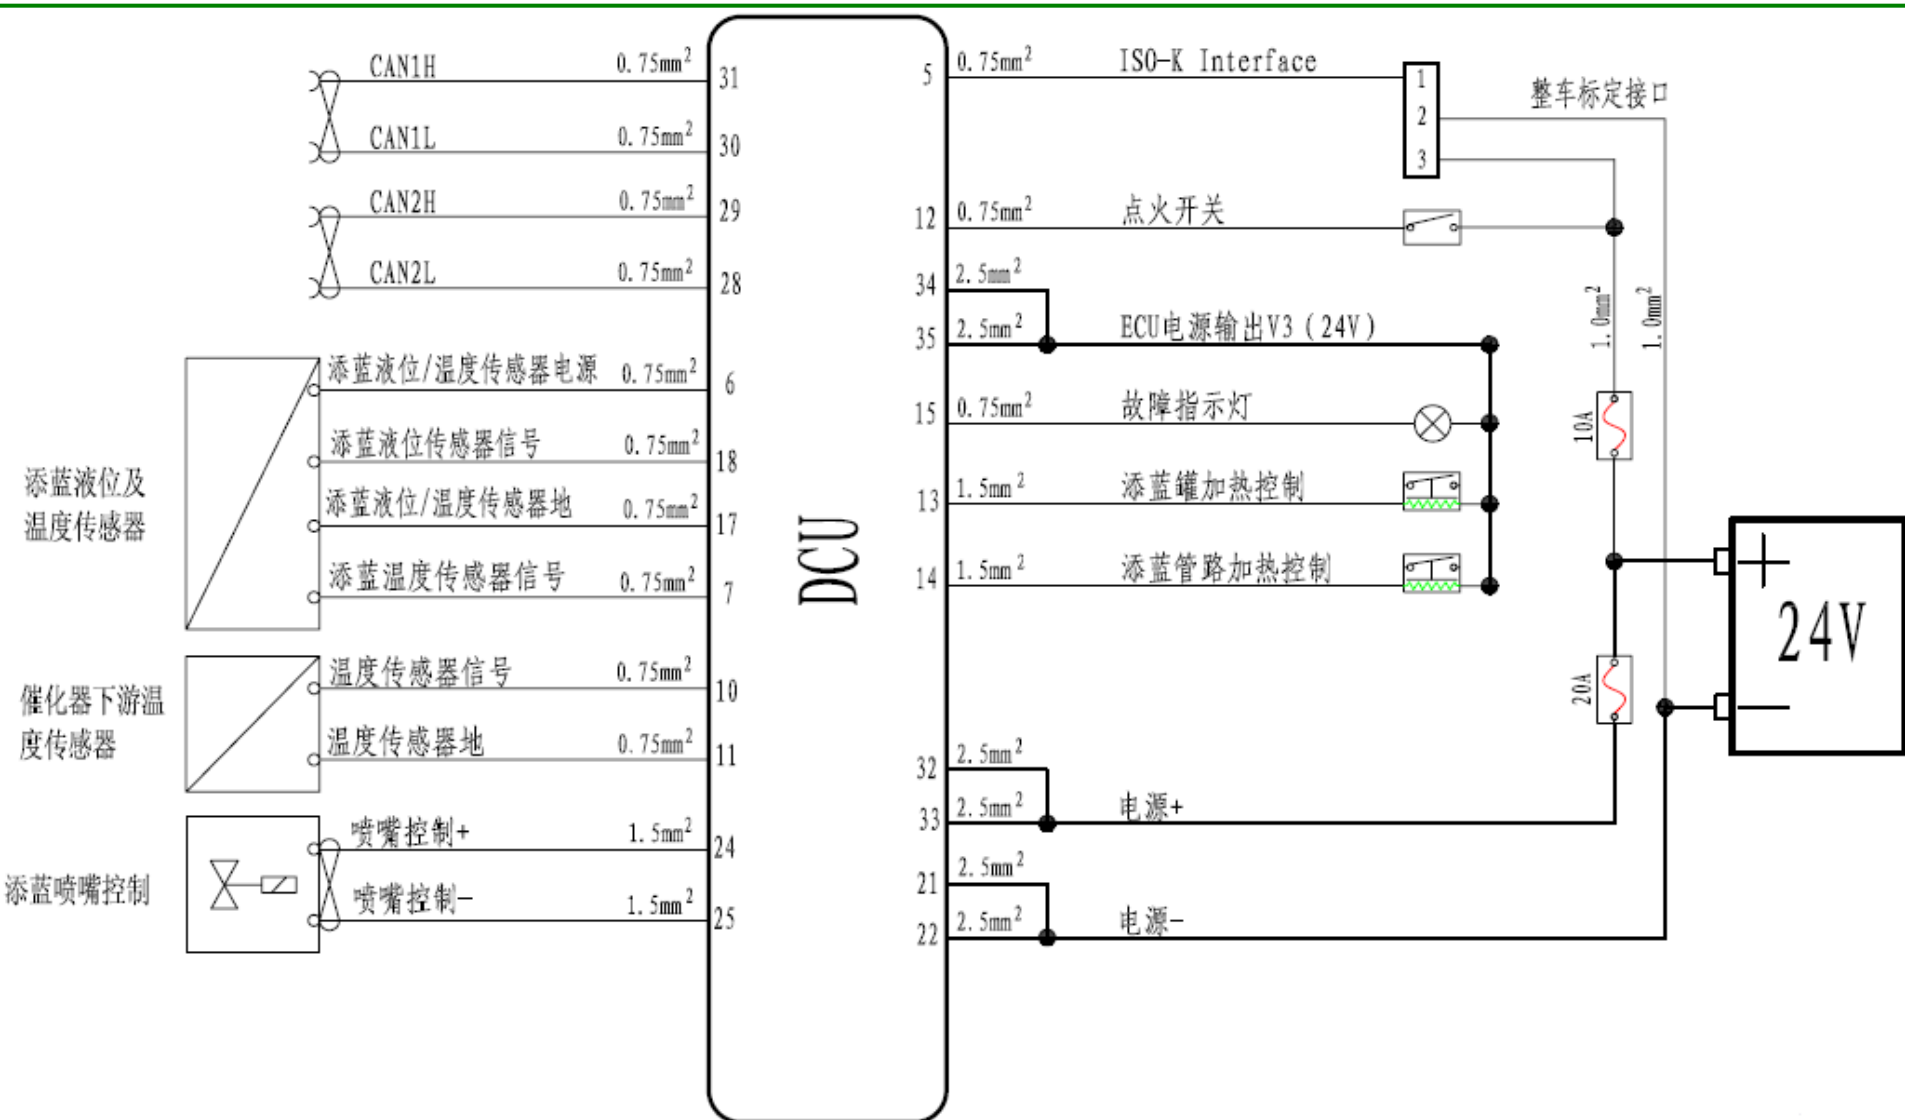 CAN1H 0.75mm² 31
CAN1L 0.75mm² 30
CAN2H 0.75mm² 29
CAN2L 0.75mm² 28
添蓝液位及
温度传感器
添蓝液位/温度传感器电源 0.75mm² 6
添蓝液位传感器信号 0.75mm² 18
添蓝液位/温度传感器地 0.75mm² 17
添蓝温度传感器信号 0.75mm² 7
催化器下游温
度传感器
温度传感器信号 0.75mm² 10
温度传感器地 0.75mm² 11
添蓝喷嘴控制
喷嘴控制+ 1.5mm² 24
喷嘴控制- 1.5mm² 25
DCU
5 0.75mm² ISO-K Interface
1
2
3
整车标定接口
12 0.75mm² 点火开关
34 2.5mm²
35 2.5mm² ECU电源输出V3(24V)
15 0.75mm² 故障指示灯
13 1.5mm² 添蓝罐加热控制
14 1.5mm² 添蓝管路加热控制
1.0mm²
1.0mm²
10A
20A
24V
32 2.5mm²
33 2.5mm² 电源+
21 2.5mm²
22 2.5mm² 电源-